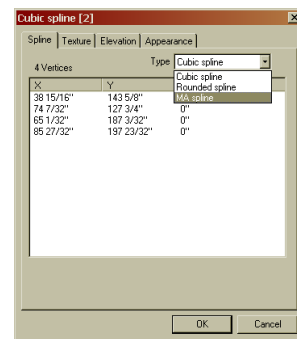 Cubic spline [2]
Spline Texture Elevation Appearance
4 Vertices Type Cubic spline
Cubic spline
Rounded spline
MA spline
X Y
38 15/16" 143 5/8"
74 7/32" 127 3/4" 0"
65 1/32" 187 3/32" 0"
85 27/32" 197 23/32" 0"
OK Cancel